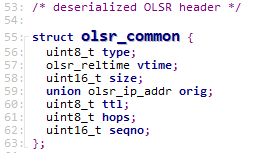 53: /* deserialized OLSR header */
54:
55: struct olsr_common {
56:   uint8_t type;
57:   olsr_reltime vtime;
58:   uint16_t size;
59:   union olsr_ip_addr orig;
60:   uint8_t ttl;
61:   uint8_t hops;
62:   uint16_t seqno;
63: };